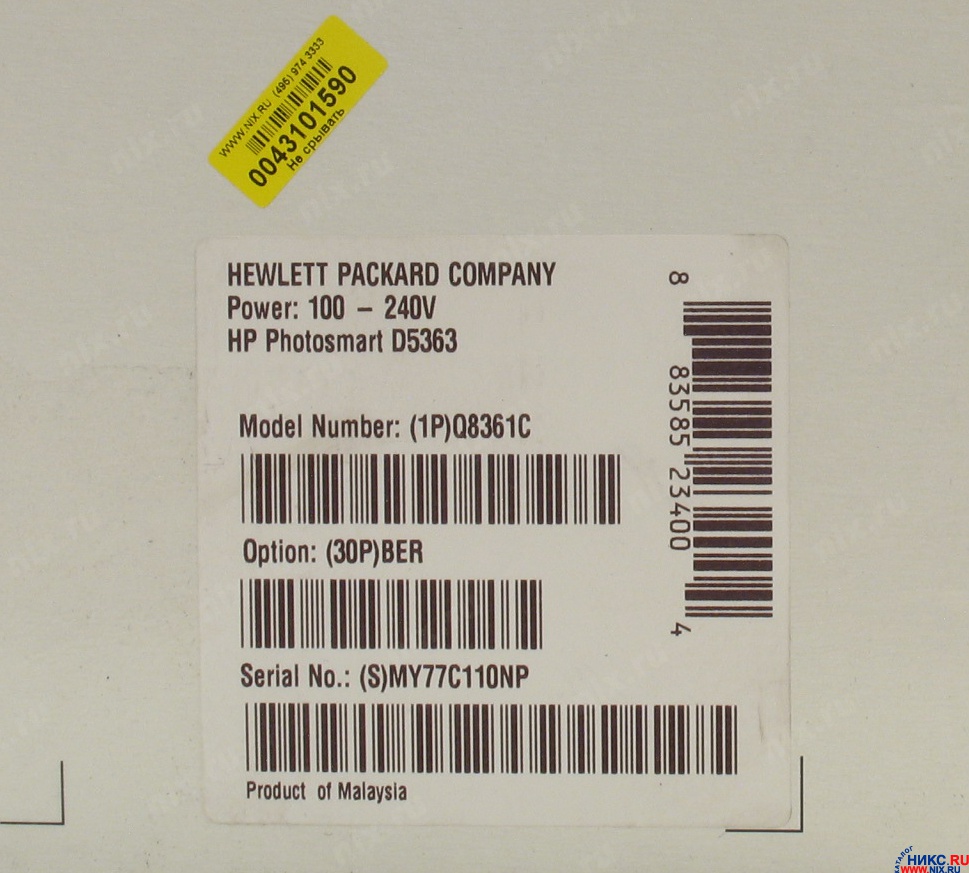 WWW.NIX.RU (495) 974 3333
0043101590
Не срывать
HEWLETT PACKARD COMPANY
Power: 100 – 240V
HP Photosmart D5363
Model Number: (1P)Q8361C
Option: (30P)BER
Serial No.: (S)MY77C110NP
Product of Malaysia
8 83585 23400 4
КАТАЛОГ
НИКС.RU
WWW.NIX.RU